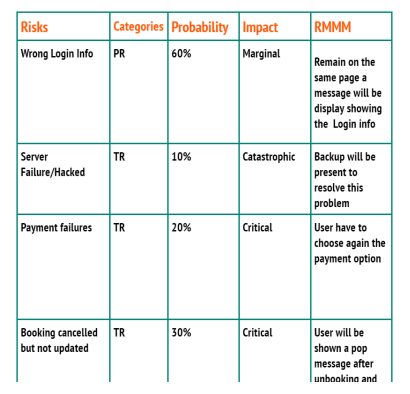 Risks Categories Probability Impact RMMM
Wrong Login Info PR 60% Marginal
Remain on the
same page a
message will be
display showing
the Login info
Server
Failure/Hacked
TR 10% Catastrophic
Backup will be
present to
resolve this
problem
Payment failures TR 20% Critical
User have to
choose again the
payment option
Booking cancelled
but not updated
TR 30% Critical
User will be
shown a pop
message after
unbooking and